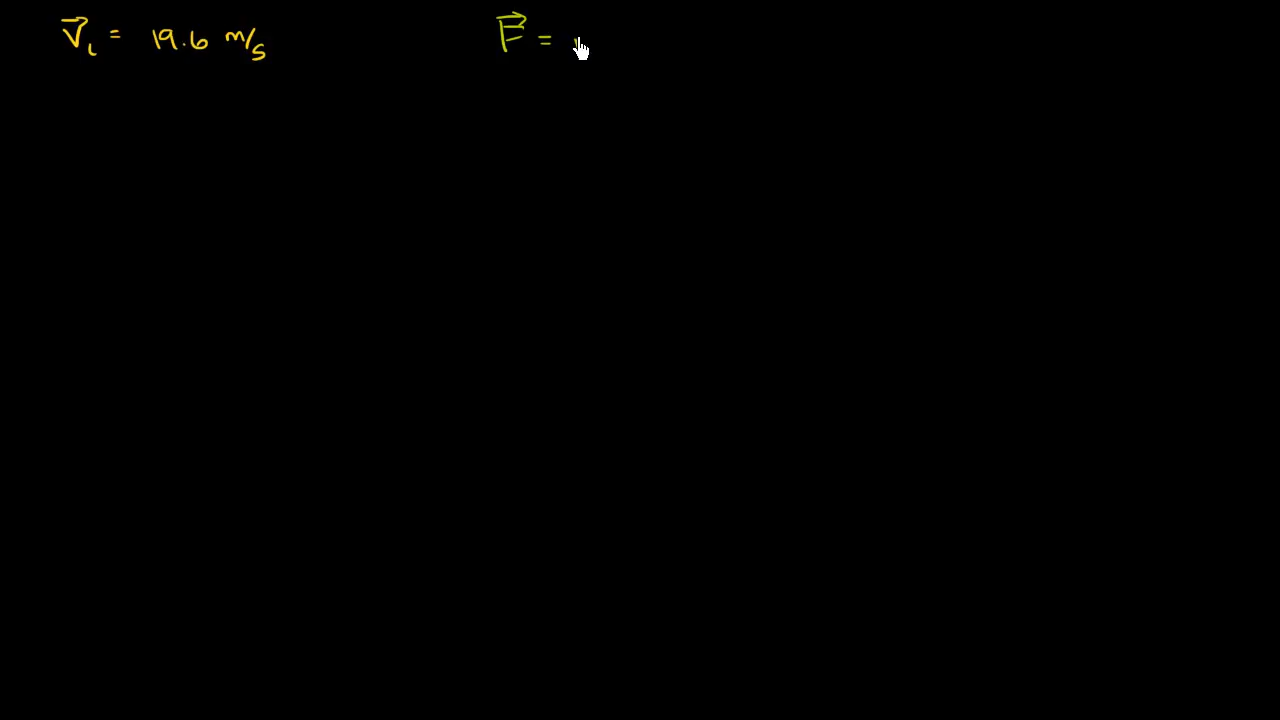 v⃗ᵢ = 19.6 m/s
F⃗ =